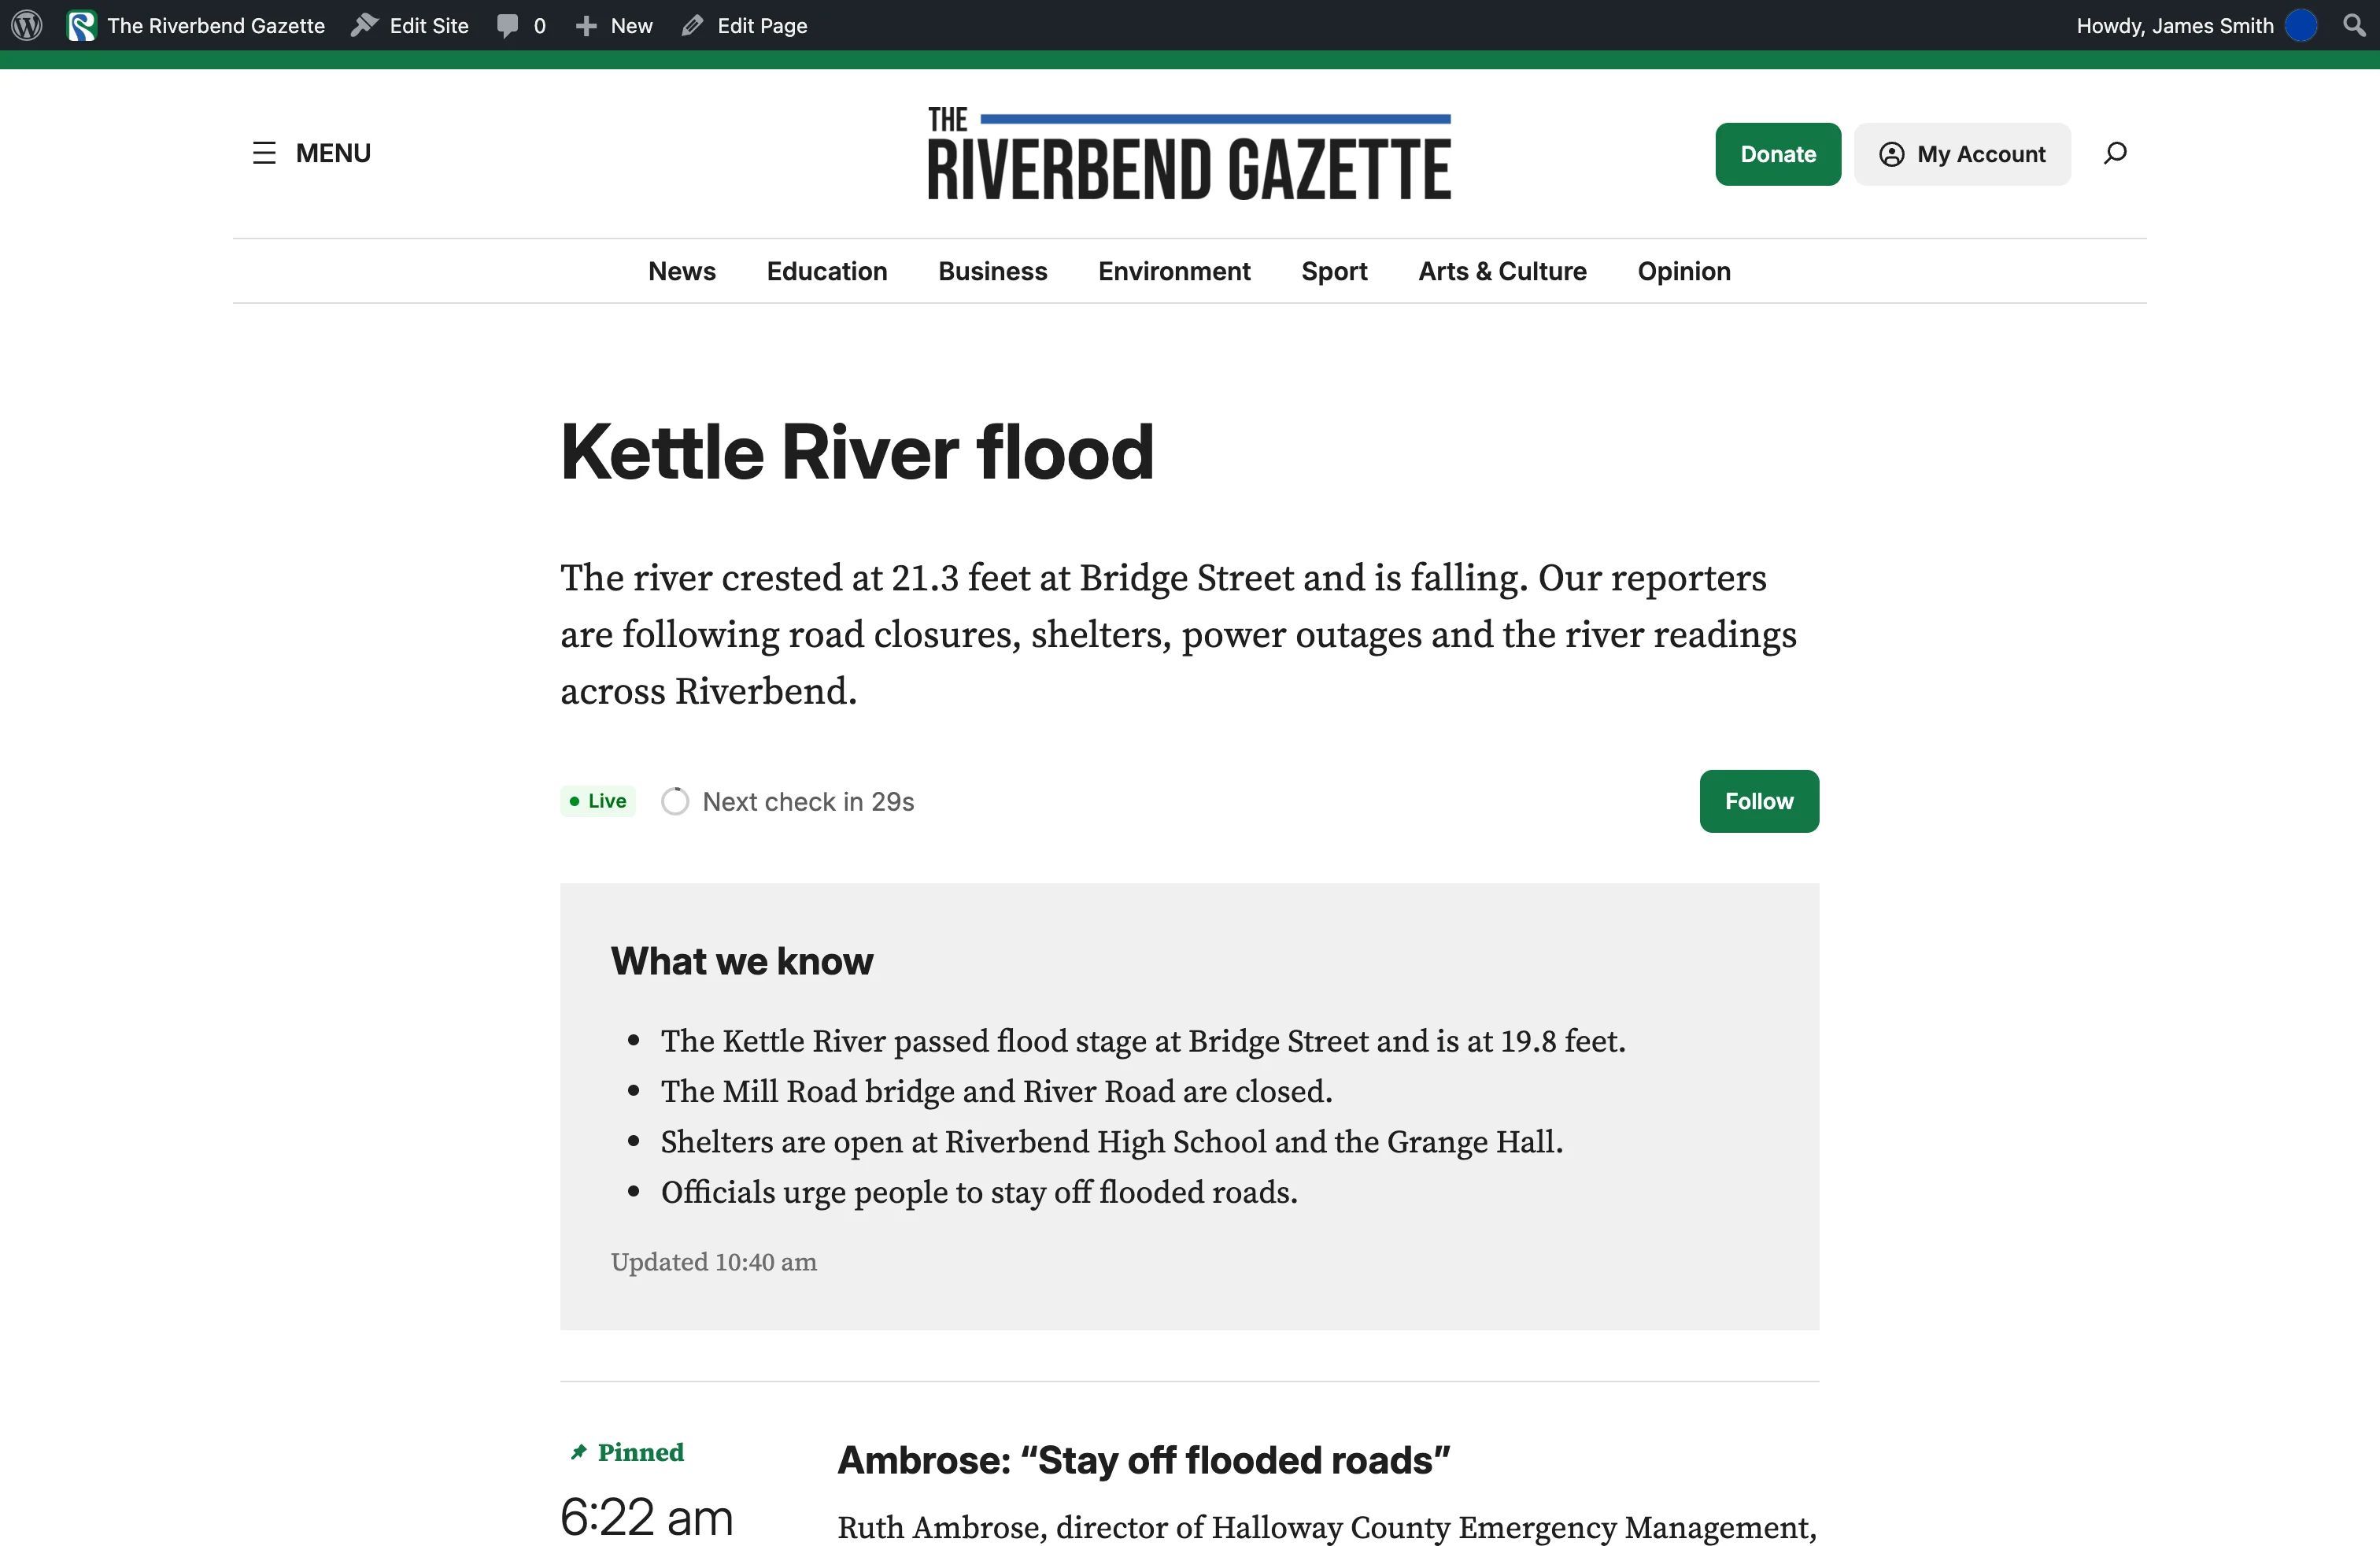 The Riverbend Gazette Edit Site 0 New Edit Page Howdy, James Smith
MENU
THE
RIVERBEND GAZETTE
Donate My Account
News Education Business Environment Sport Arts & Culture Opinion
Kettle River flood
The river crested at 21.3 feet at Bridge Street and is falling. Our reporters
are following road closures, shelters, power outages and the river readings
across Riverbend.
Live Next check in 29s Follow
What we know
• The Kettle River passed flood stage at Bridge Street and is at 19.8 feet.
• The Mill Road bridge and River Road are closed.
• Shelters are open at Riverbend High School and the Grange Hall.
• Officials urge people to stay off flooded roads.
Updated 10:40 am
Pinned
6:22 am
Ambrose: “Stay off flooded roads”
Ruth Ambrose, director of Halloway County Emergency Management,